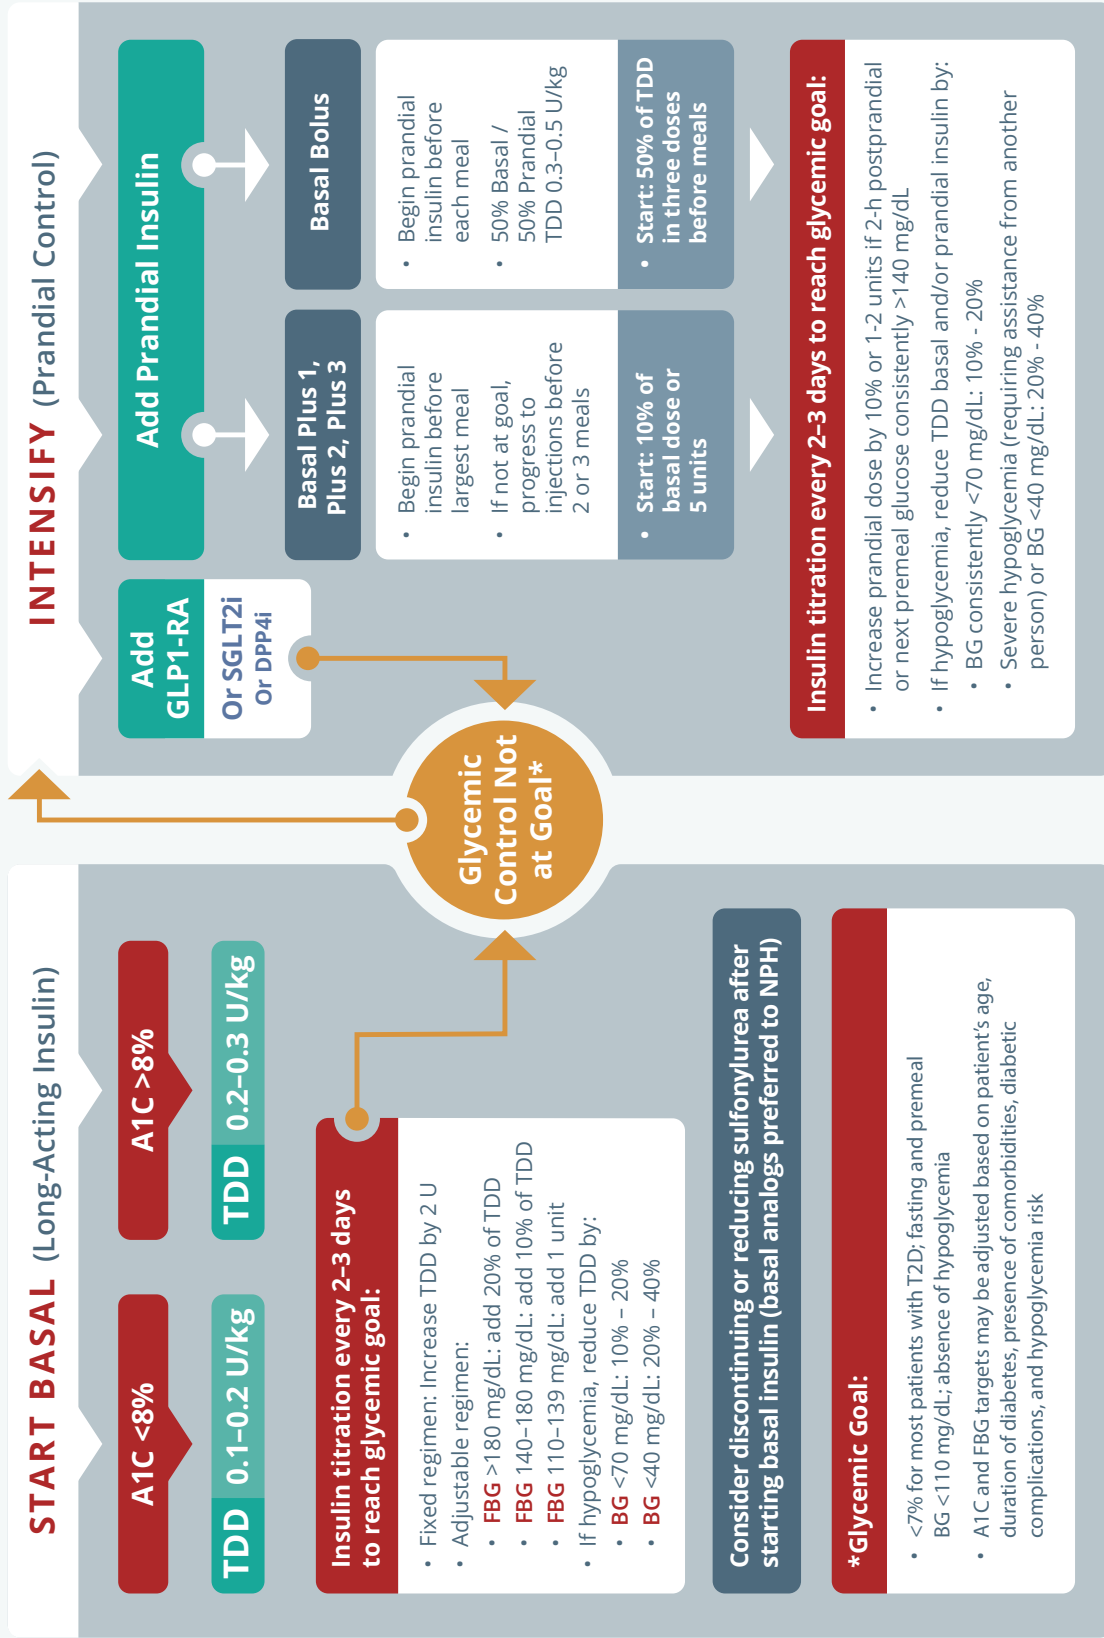 START BASAL (Long-Acting Insulin)
A1C <8%
TDD 0.1–0.2 U/kg
A1C >8%
TDD 0.2–0.3 U/kg
Insulin titration every 2–3 days
to reach glycemic goal:
• Fixed regimen: Increase TDD by 2 U
• Adjustable regimen:
• FBG >180 mg/dL: add 20% of TDD
• FBG 140–180 mg/dL: add 10% of TDD
• FBG 110–139 mg/dL: add 1 unit
• If hypoglycemia, reduce TDD by:
• BG <70 mg/dL: 10% – 20%
• BG <40 mg/dL: 20% – 40%
Consider discontinuing or reducing sulfonylurea after
starting basal insulin (basal analogs preferred to NPH)
*Glycemic Goal:
• <7% for most patients with T2D; fasting and premeal
BG <110 mg/dL; absence of hypoglycemia
• A1C and FBG targets may be adjusted based on patient's age,
duration of diabetes, presence of comorbidities, diabetic
complications, and hypoglycemia risk
Glycemic
Control Not
at Goal*
INTENSIFY (Prandial Control)
Add
GLP1-RA
Or SGLT2i
Or DPP4i
Add Prandial Insulin
Basal Plus 1,
Plus 2, Plus 3
• Begin prandial
insulin before
largest meal
• If not at goal,
progress to
injections before
2 or 3 meals
• Start: 10% of
basal dose or
5 units
Basal Bolus
• Begin prandial
insulin before
each meal
• 50% Basal /
50% Prandial
TDD 0.3–0.5 U/kg
• Start: 50% of TDD
in three doses
before meals
Insulin titration every 2–3 days to reach glycemic goal:
• Increase prandial dose by 10% or 1-2 units if 2-h postprandial
or next premeal glucose consistently >140 mg/dL
• If hypoglycemia, reduce TDD basal and/or prandial insulin by:
• BG consistently <70 mg/dL: 10% - 20%
• Severe hypoglycemia (requiring assistance from another
person) or BG <40 mg/dL: 20% - 40%